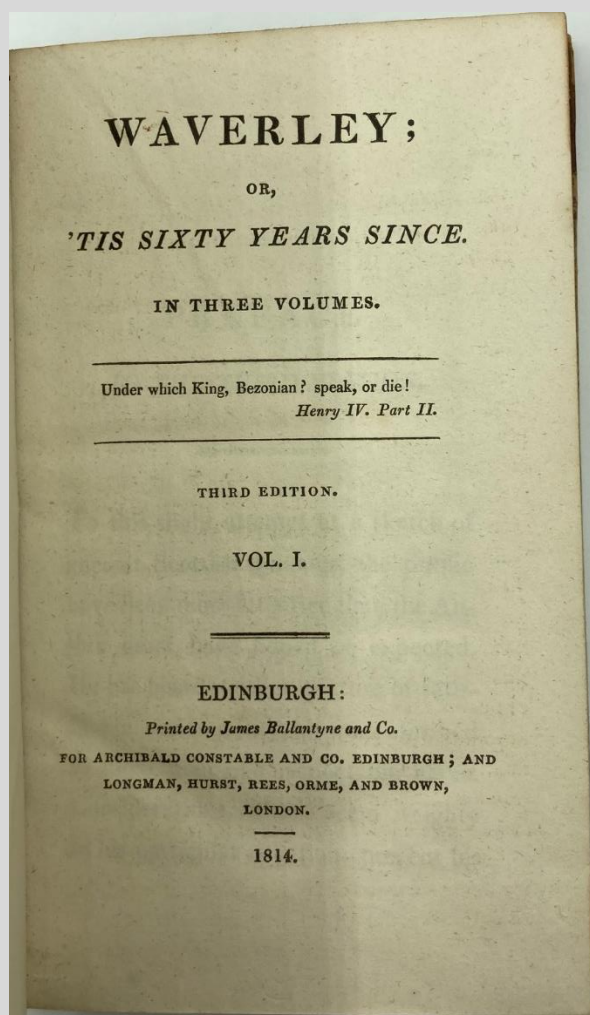 WAVERLEY;
OR,
'TIS SIXTY YEARS SINCE.
IN THREE VOLUMES.
Under which King, Bezonian? speak, or die!
Henry IV. Part II.
THIRD EDITION.
VOL. I.
EDINBURGH:
Printed by James Ballantyne and Co.
FOR ARCHIBALD CONSTABLE AND CO. EDINBURGH; AND
LONGMAN, HURST, REES, ORME, AND BROWN,
LONDON.
1814.